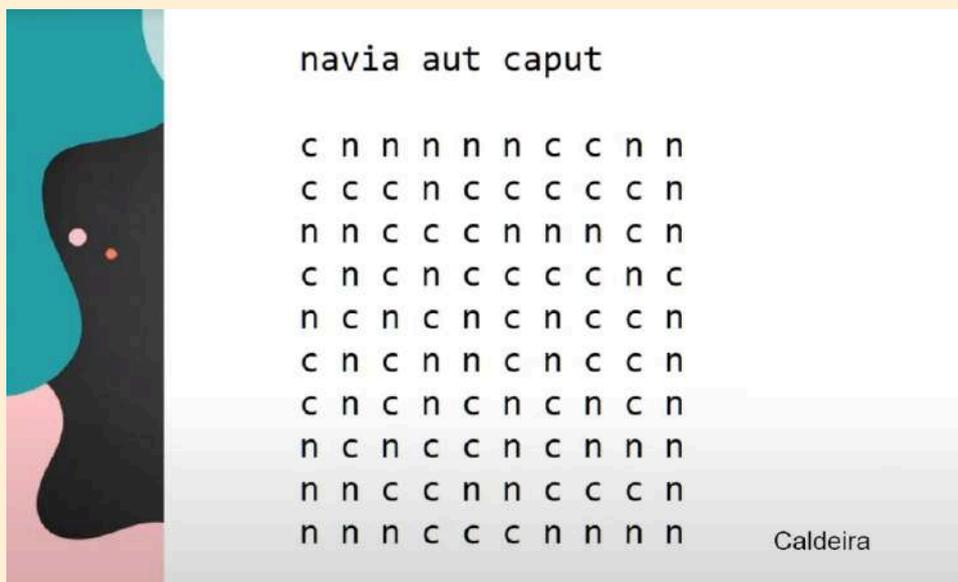 navia aut caput
c n n n n n c c n n
c c c n c c c c c n
n n c c c n n n c n
c n c n c c c c n c
n c n c n c n c c n
c n c n n c n c c n
c n c n c n c n c n
n c n c c n c n n n
n n c c n n c c c n
n n n c c c n n n n
Caldeira